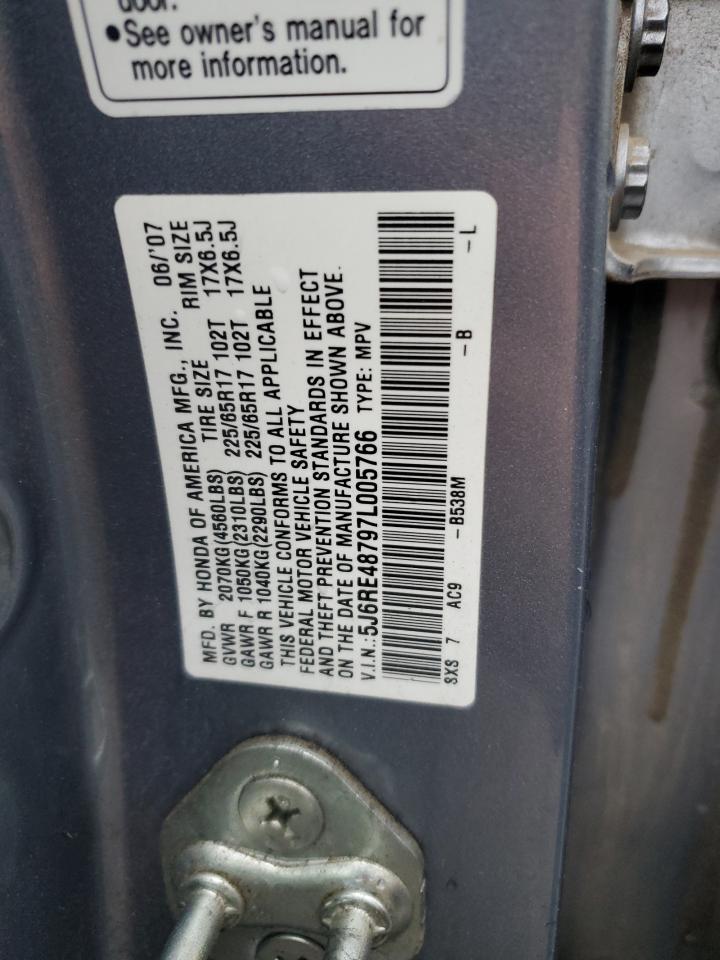 door.
•See owner's manual for
more information.
MFD. BY HONDA OF AMERICA MFG., INC. 06/'07
GVWR 2070KG(4560LBS) TIRE SIZE RIM SIZE
GAWR F 1050KG(2310LBS) 225/65R17 102T 17X6.5J
GAWR R 1040KG(2290LBS) 225/65R17 102T 17X6.5J
THIS VEHICLE CONFORMS TO ALL APPLICABLE
FEDERAL MOTOR VEHICLE SAFETY
AND THEFT PREVENTION STANDARDS IN EFFECT
ON THE DATE OF MANUFACTURE SHOWN ABOVE.
V.I.N.:5J6RE48797L005766 TYPE: MPV
SXS 7 AC9 -B538M -B -L